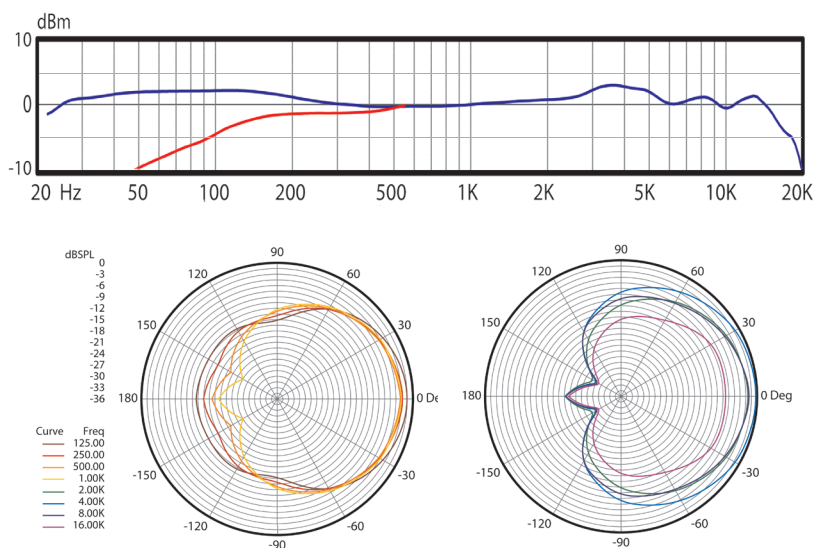 dBm
10
0
-10
20 Hz 50 100 200 500 1K 2K 5K 10K 20K
dBSPL
0
-3
-6
-9
-12
-15
-18
-21
-24
-27
-30
-33
-36
90
120 60
150 30
180 0 De
-150 -30
-120 -60
-90
90
120 60
150 30
180 0 Deg
-150 -30
-120 -60
-90
Curve Freq
125.00
250.00
500.00
1.00K
2.00K
4.00K
8.00K
16.00K